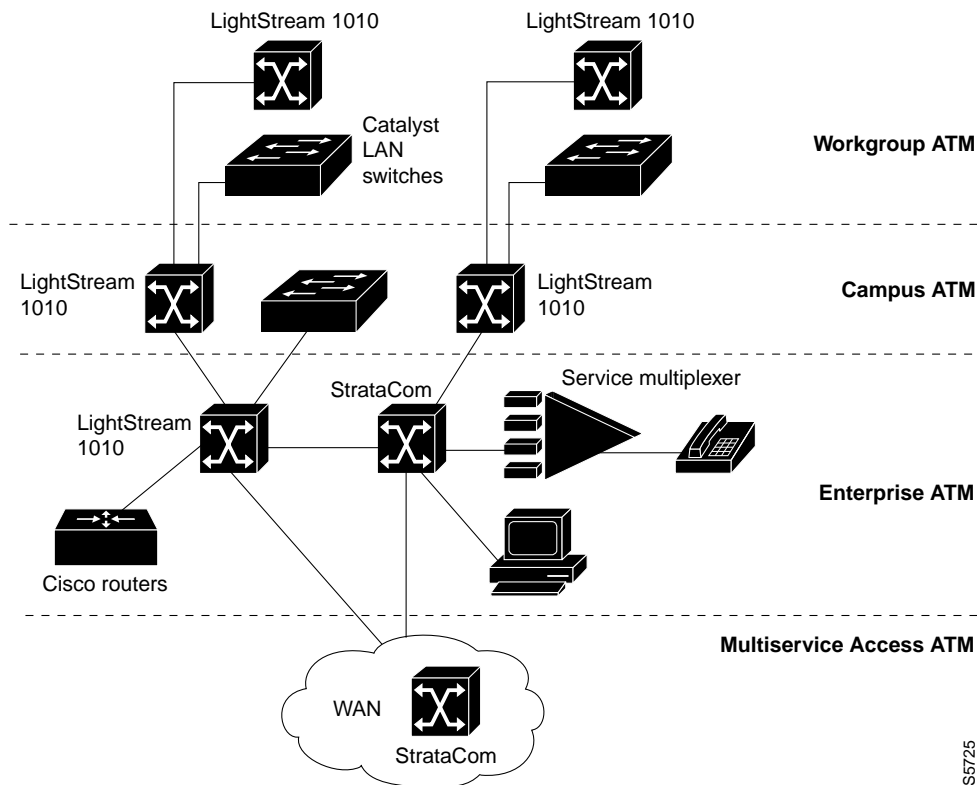 LightStream 1010
LightStream 1010
Catalyst
LAN
switches
Workgroup ATM
LightStream
1010
LightStream
1010
Campus ATM
LightStream
1010
StrataCom
Service multiplexer
Enterprise ATM
Cisco routers
Multiservice Access ATM
WAN
StrataCom
S5725